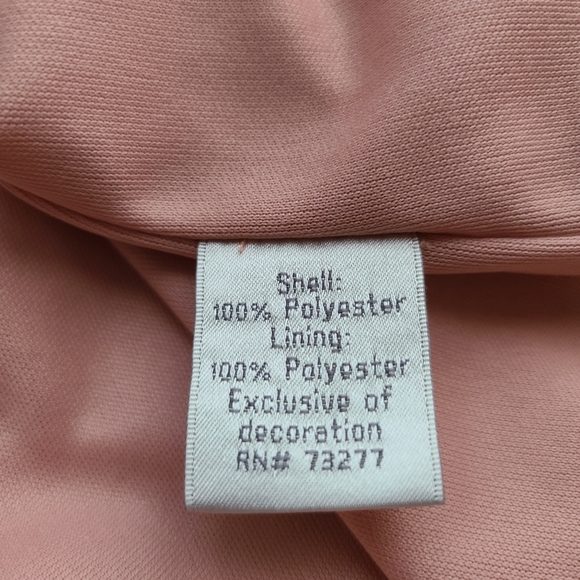 Shell:
100% Polyester
Lining:
100% Polyester
Exclusive of
decoration
RN# 73277